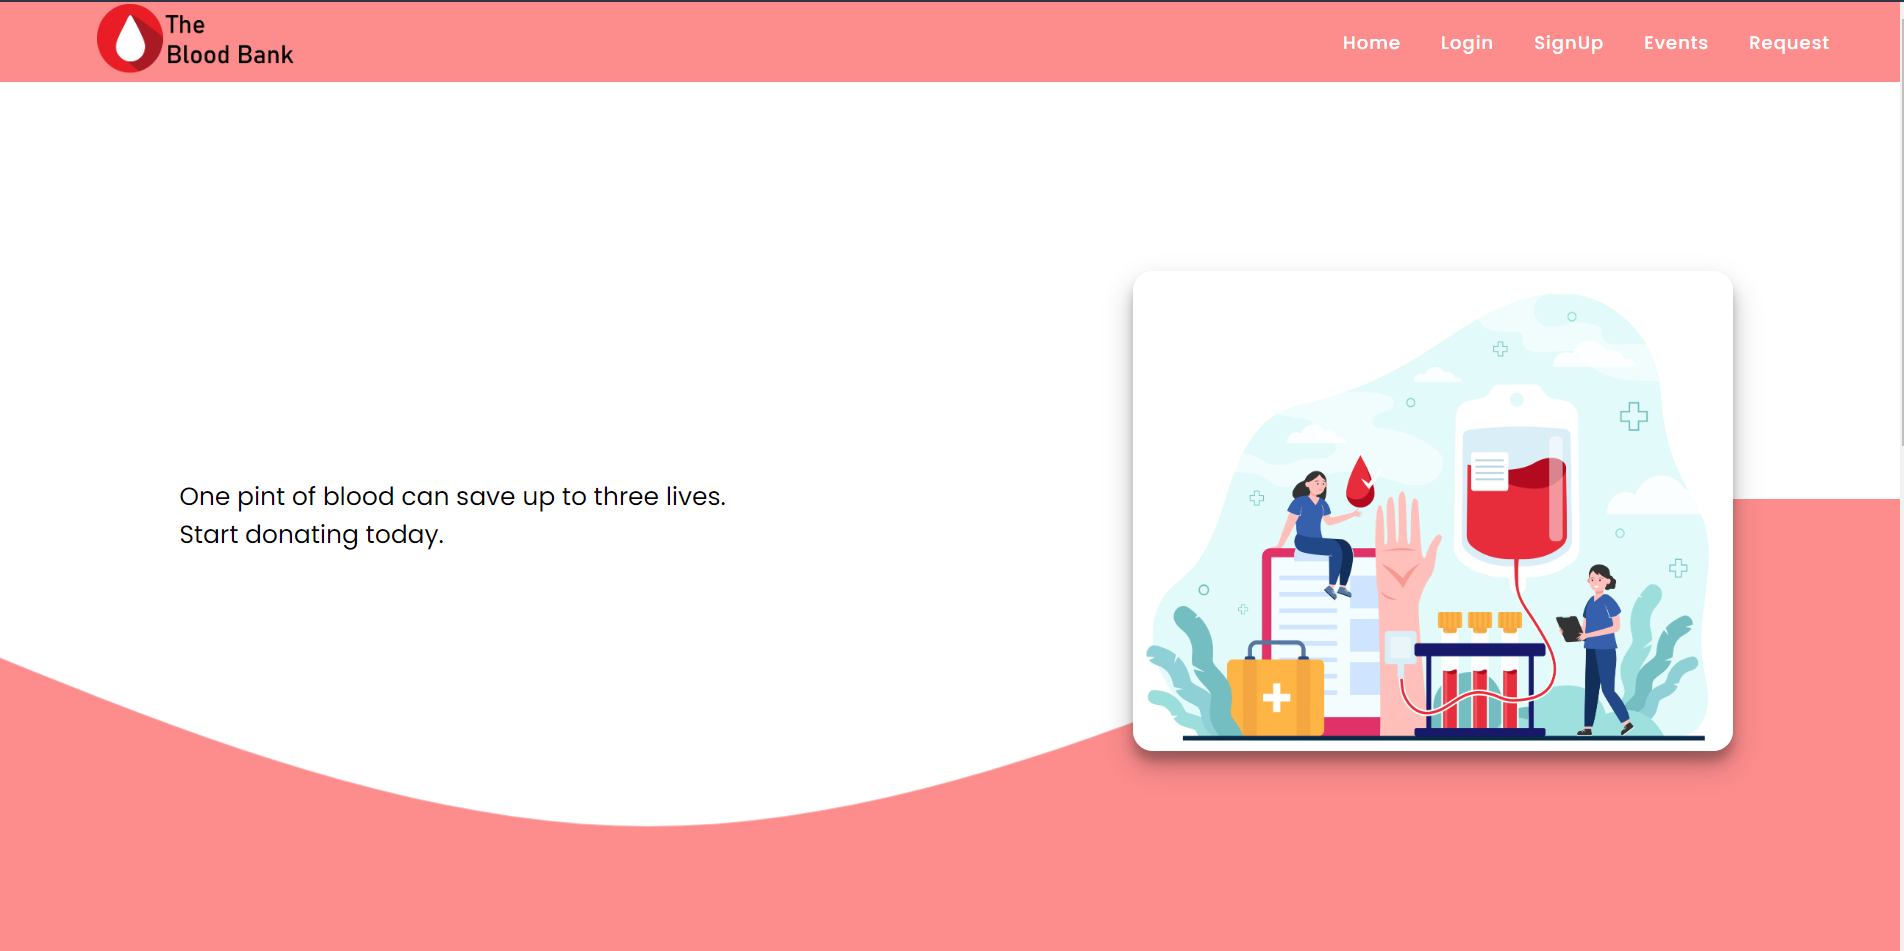 The
Blood Bank
Home Login SignUp Events Request
One pint of blood can save up to three lives.
Start donating today.